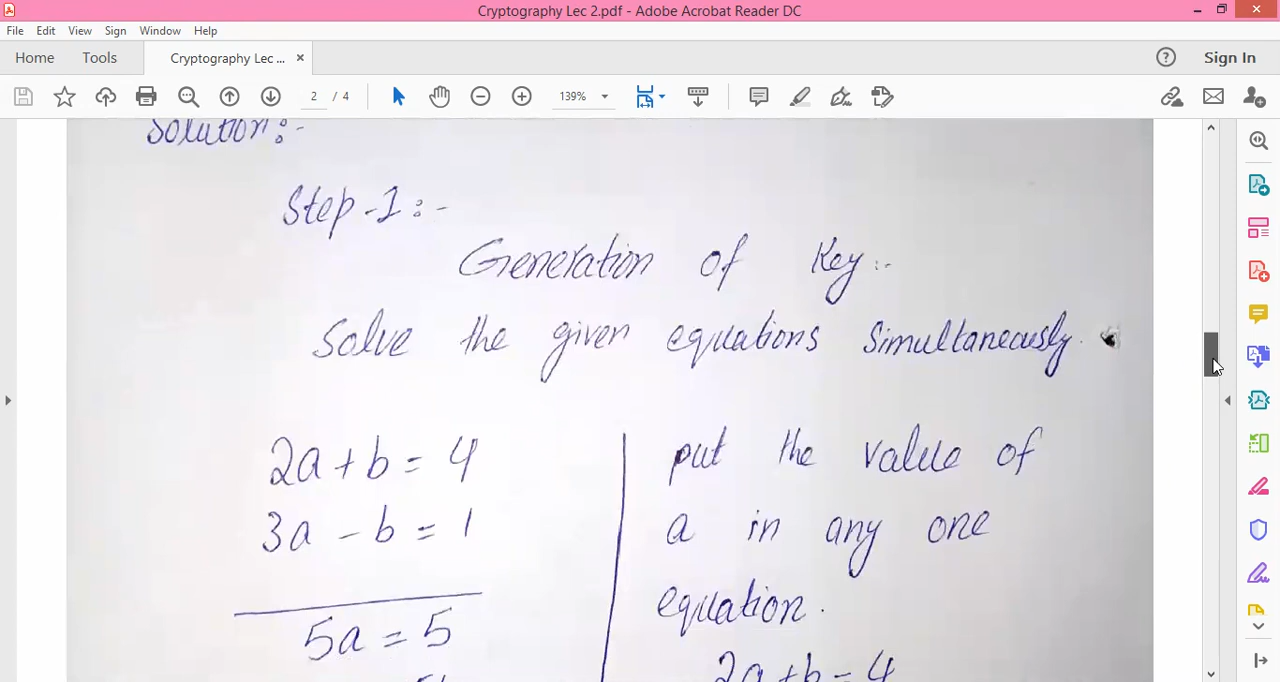 Cryptography Lec 2.pdf - Adobe Acrobat Reader DC
File Edit View Sign Window Help
Home Tools Cryptography Lec ... ×
Sign In
2 / 4
139%
Solution:-
Step-1:-
Generation of Key:-
Solve the given equations simultaneously.
2a + b = 4
3a - b = 1
5a = 5
put the value of
a in any one
equation.
2a + b = 4